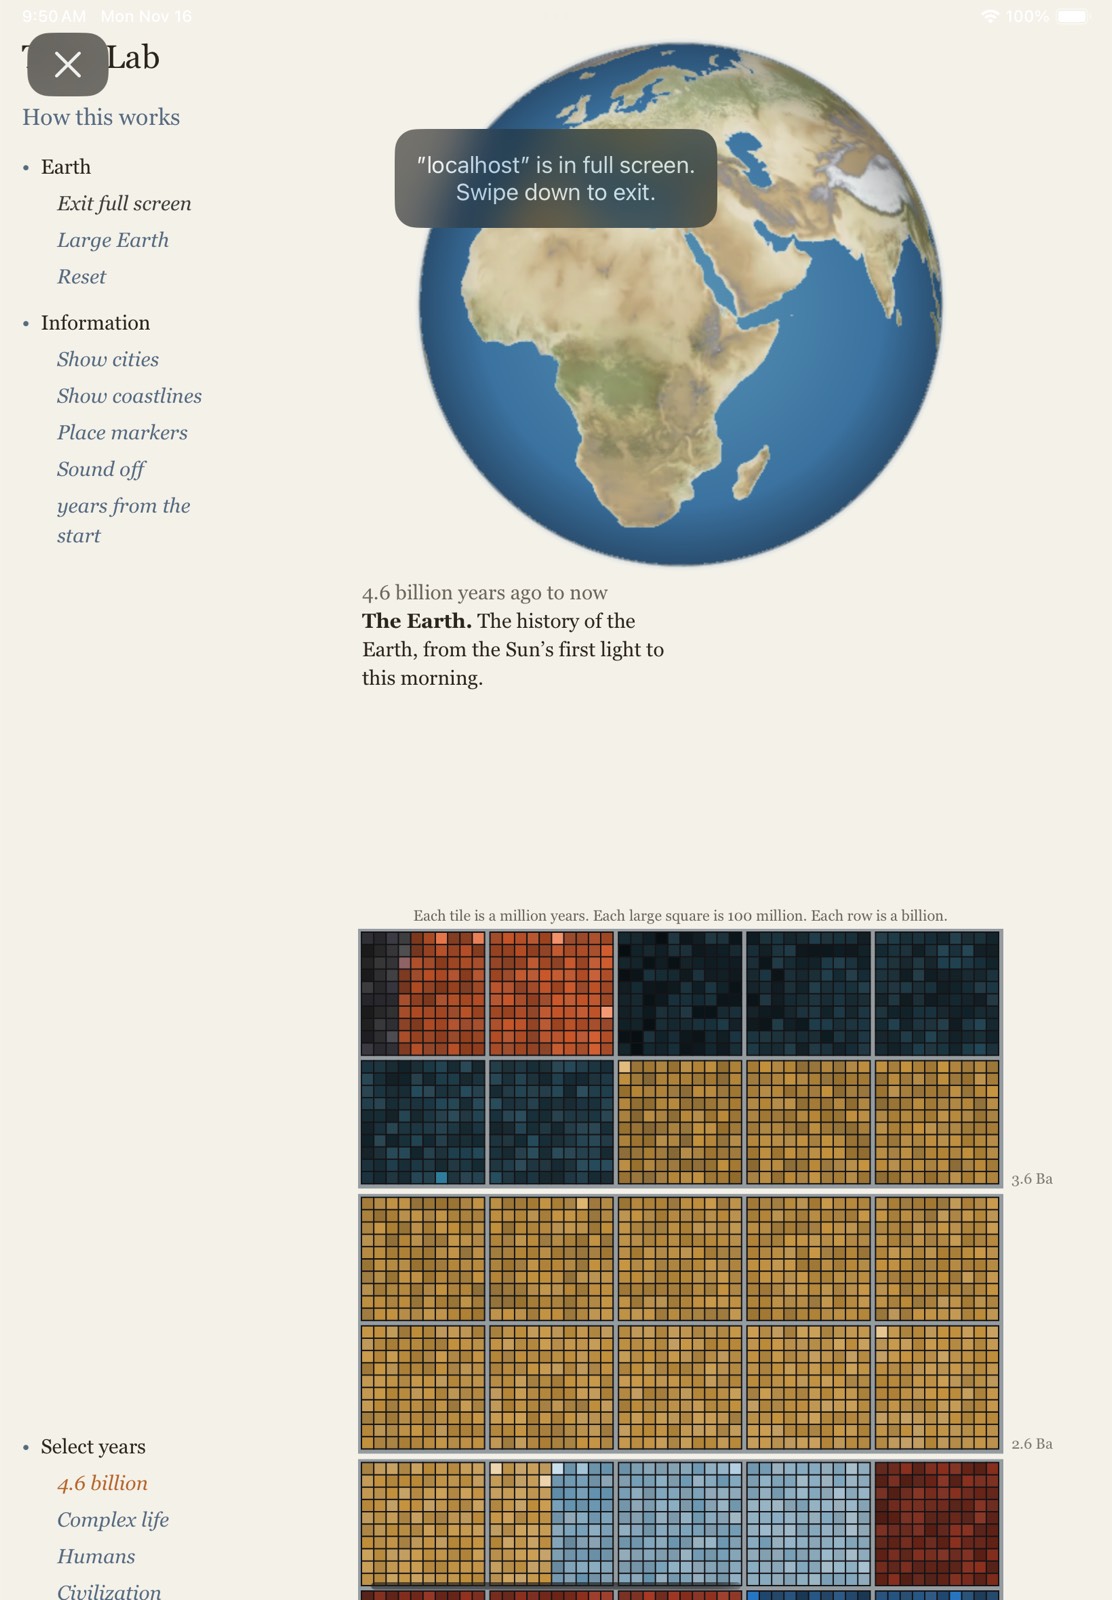 9:50 AM Mon Nov 16
100%
Lab
How this works
• Earth
Exit full screen
Large Earth
Reset
• Information
Show cities
Show coastlines
Place markers
Sound off
years from the
start
"localhost" is in full screen.
Swipe down to exit.
4.6 billion years ago to now
The Earth. The history of the
Earth, from the Sun’s first light to
this morning.
Each tile is a million years. Each large square is 100 million. Each row is a billion.
3.6 Ba
2.6 Ba
• Select years
4.6 billion
Complex life
Humans
Civilization